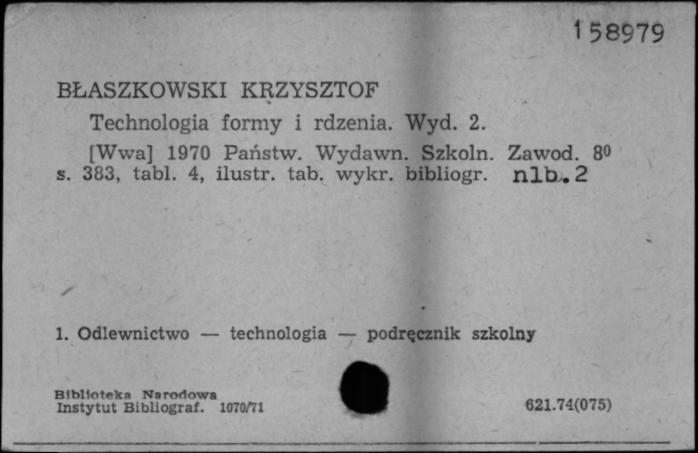 158979
BŁASZKOWSKI KRZYSZTOF
Technologia formy i rdzenia. Wyd. 2.
[Wwa] 1970 Państw. Wydawn. Szkoln. Zawod. 8⁰
s. 383, tabl. 4, ilustr. tab. wykr. bibliogr. nlb. 2
1. Odlewnictwo — technologia — podręcznik szkolny
Biblioteka Narodowa
Instytut Bibliograf. 1070/71
621.74(075)